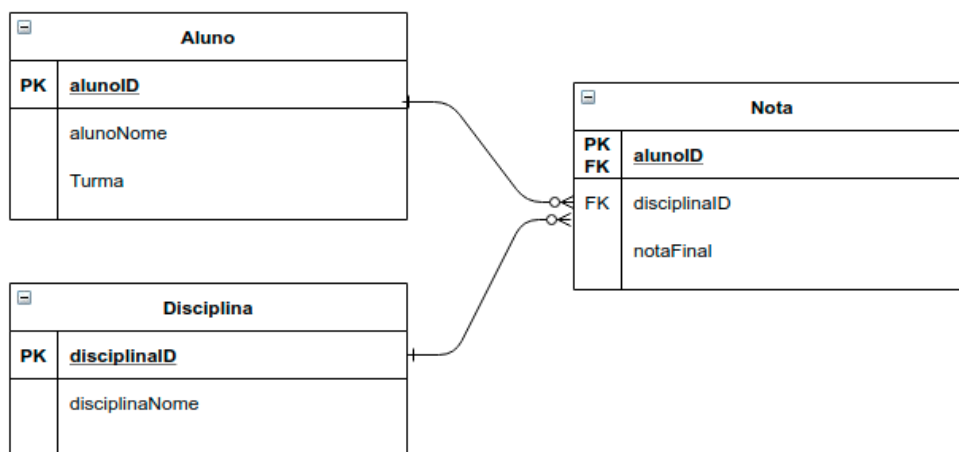 Aluno
PK alunoID
alunoNome
Turma
Nota
PK
FK alunoID
FK disciplinaID
notaFinal
Disciplina
PK disciplinaID
disciplinaNome